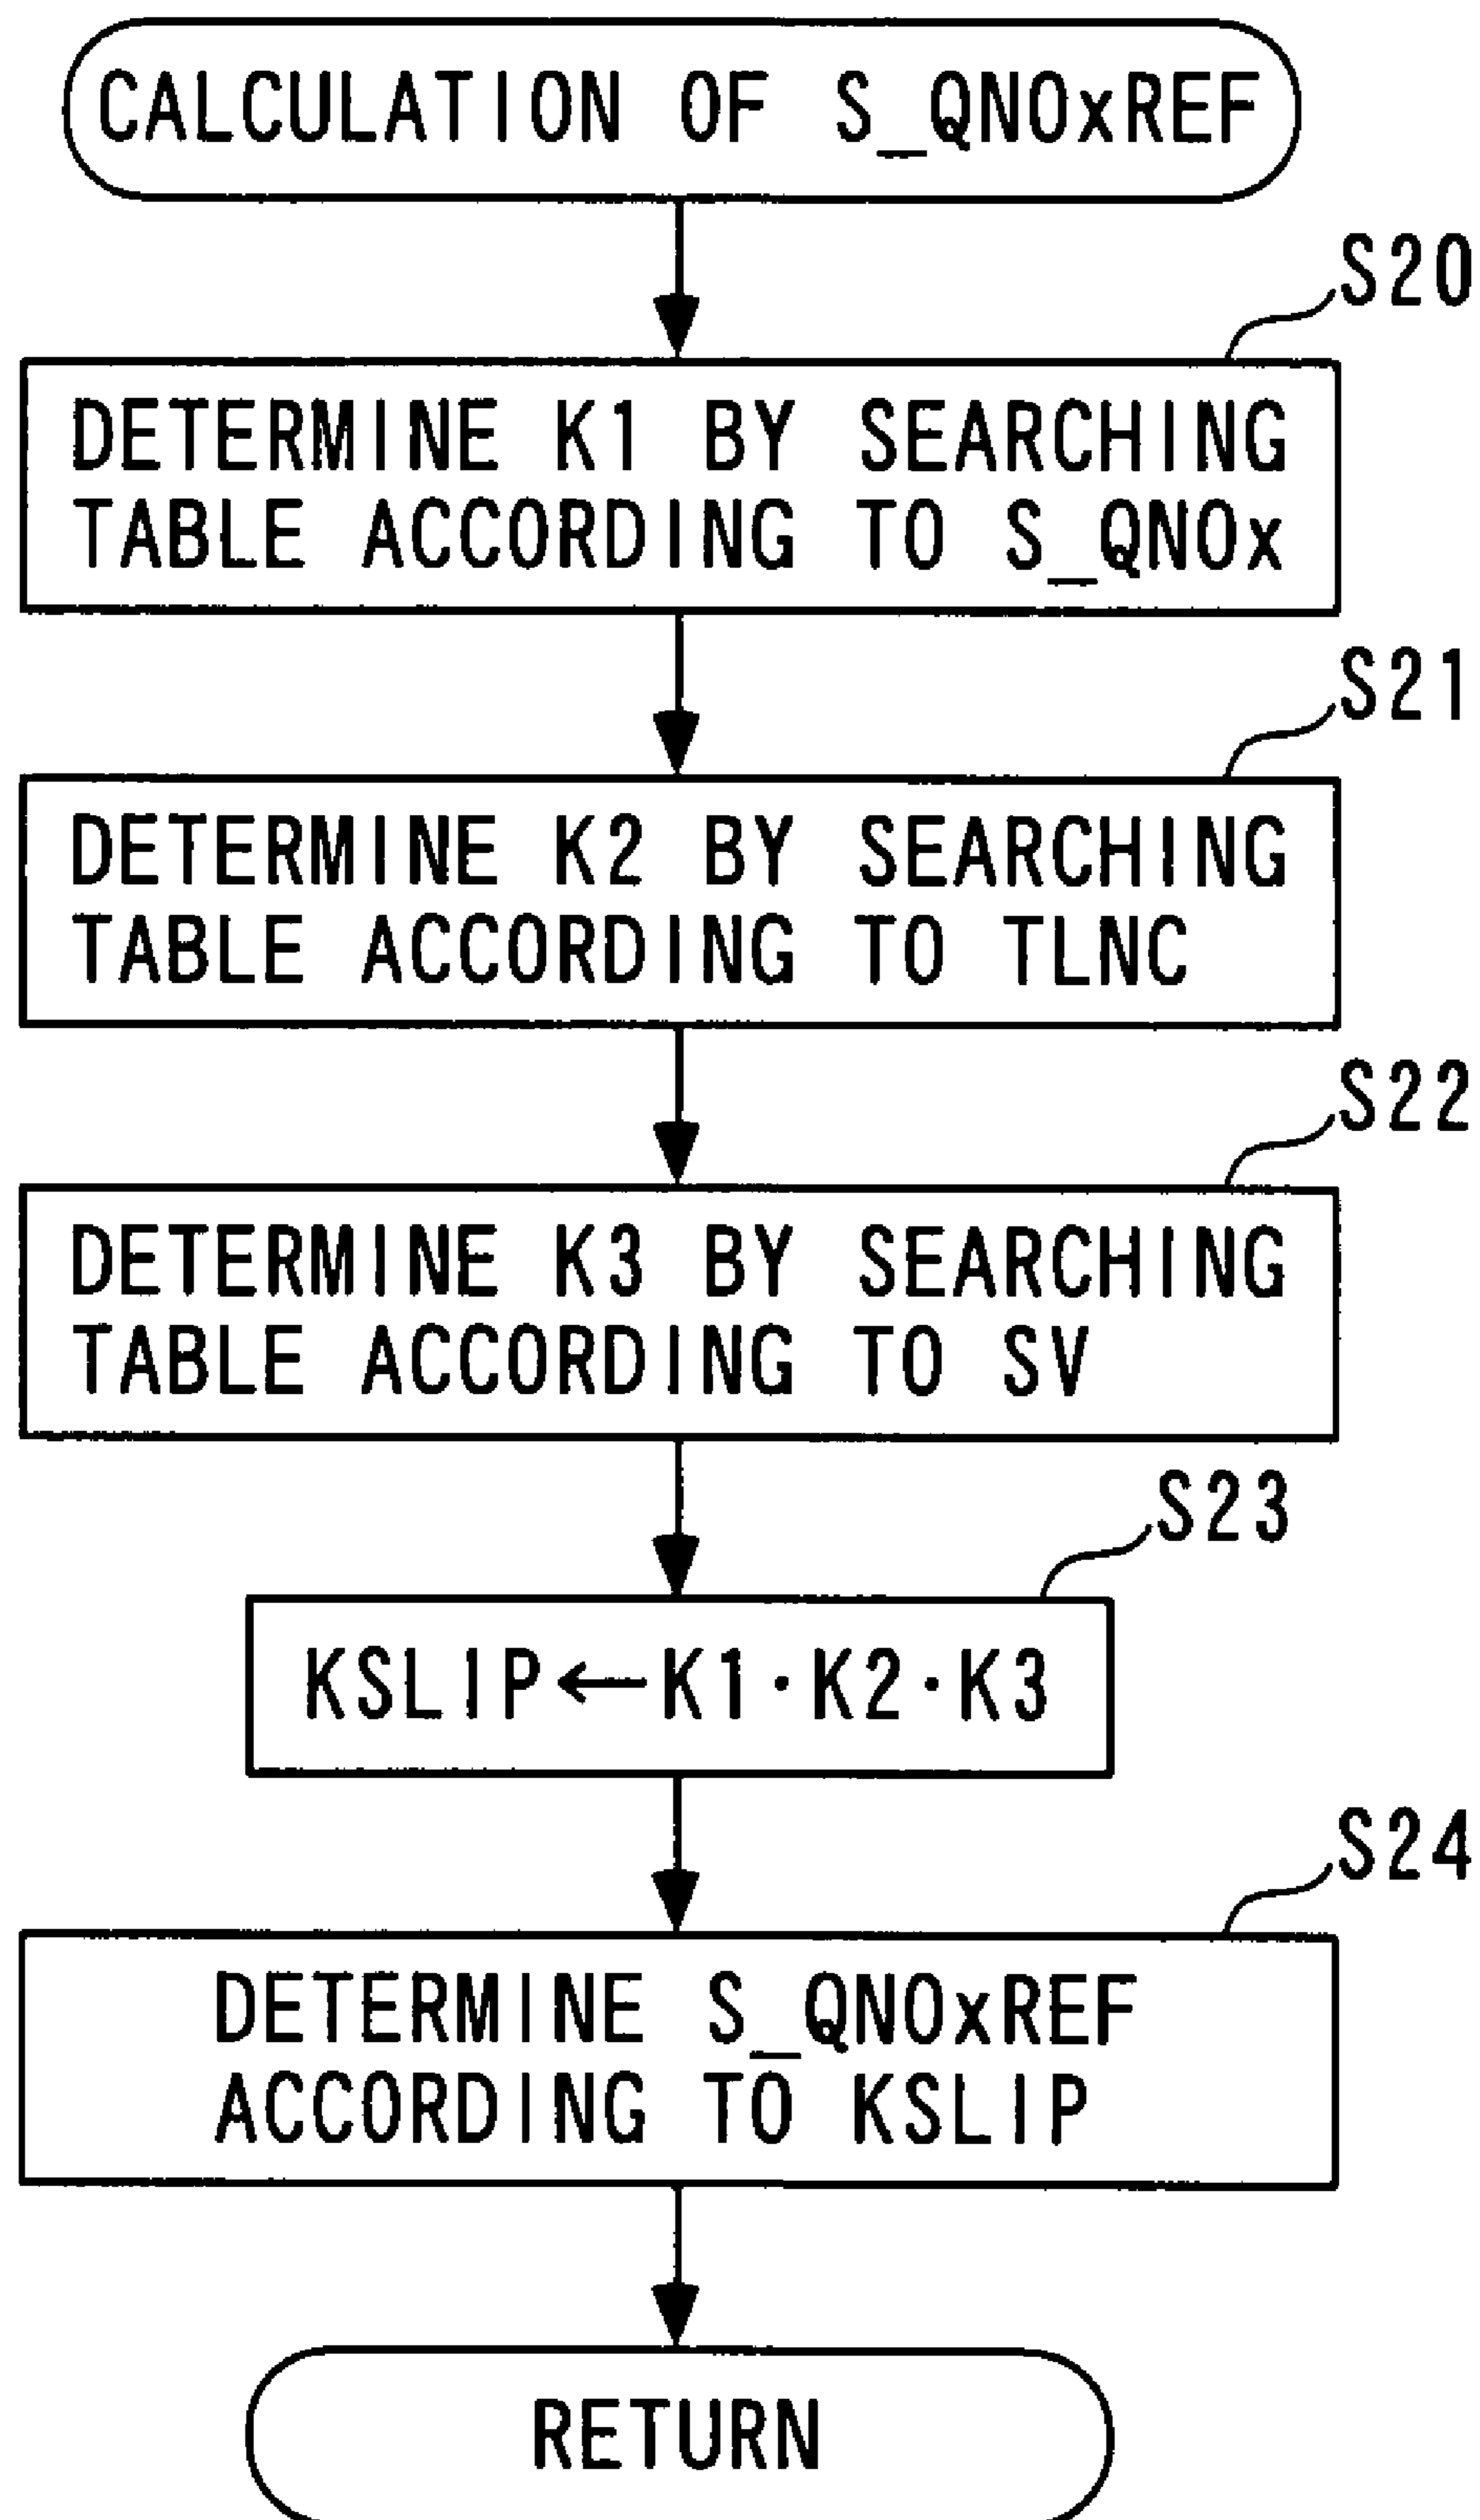 CALCULATION OF S_QNOxREF
S20
DETERMINE K1 BY SEARCHING
TABLE ACCORDING TO S_QNOx
S21
DETERMINE K2 BY SEARCHING
TABLE ACCORDING TO TLNC
S22
DETERMINE K3 BY SEARCHING
TABLE ACCORDING TO SV
S23
KSLIP←K1·K2·K3
S24
DETERMINE S_QNOxREF
ACCORDING TO KSLIP
RETURN